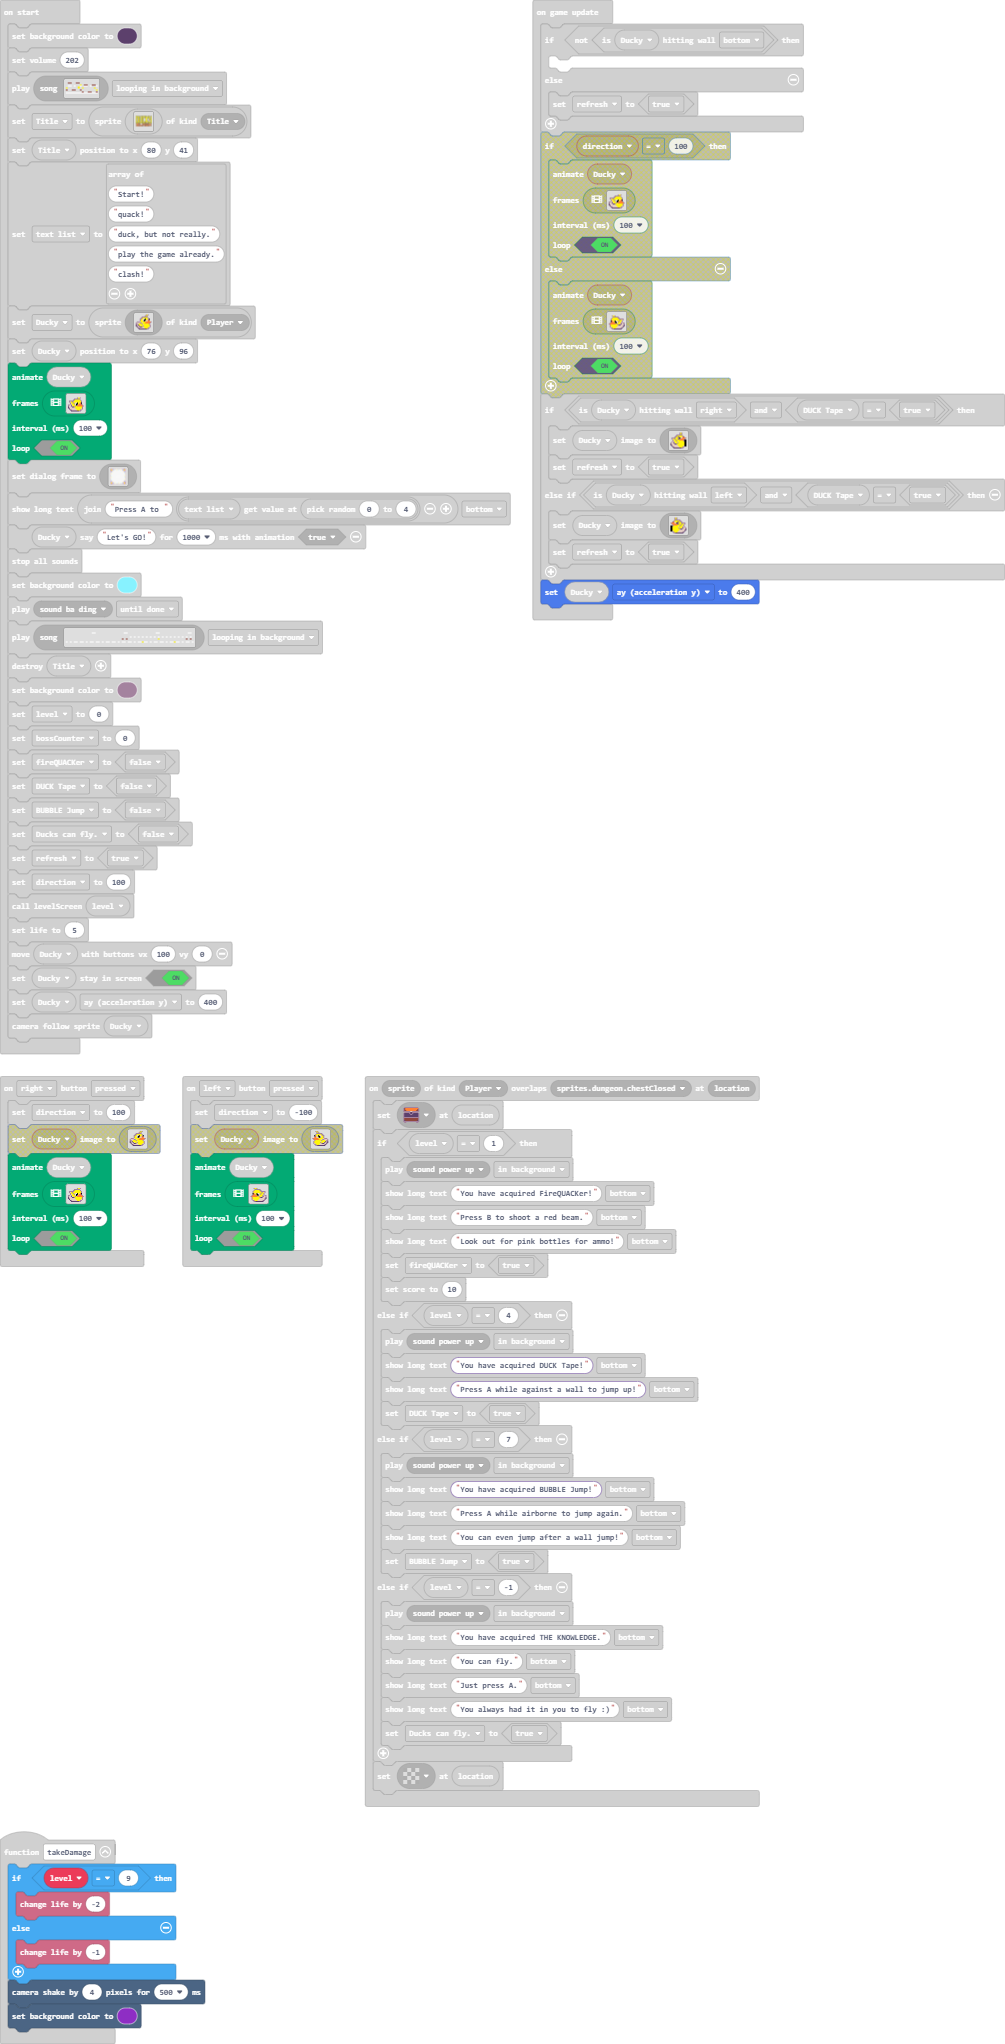 on start
set background color to
set volume 202
play song looping in background
set Title to sprite of kind Title
set Title position to x 80 y 41
array of
"Start!"
"quack!"
set text list to "duck, but not really."
"play the game already."
"clash!"
set Ducky to sprite of kind Player
set Ducky position to x 76 y 96
animate Ducky
frames
interval (ms) 100
loop ON
set dialog frame to
show long text join "Press A to " text list get value at pick random 0 to 4 bottom
Ducky say "Let's GO!" for 1000 ms with animation true
stop all sounds
set background color to
play sound ba ding until done
play song looping in background
destroy Title
set background color to
set level to 0
set bossCounter to 0
set fireQUACKer to false
set DUCK Tape to false
set BUBBLE Jump to false
set Ducks can fly. to false
set refresh to true
set direction to 100
call levelScreen level
set life to 5
move Ducky with buttons vx 100 vy 0
set Ducky stay in screen ON
set Ducky ay (acceleration y) to 400
camera follow sprite Ducky
on game update
if not is Ducky hitting wall bottom then
else
set refresh to true
if direction = 100 then
animate Ducky
frames
interval (ms) 100
loop ON
else
animate Ducky
frames
interval (ms) 100
loop ON
if is Ducky hitting wall right and DUCK Tape = true then
set Ducky image to
set refresh to true
else if is Ducky hitting wall left and DUCK Tape = true then
set Ducky image to
set refresh to true
set Ducky ay (acceleration y) to 400
on right button pressed
set direction to 100
set Ducky image to
animate Ducky
frames
interval (ms) 100
loop ON
on left button pressed
set direction to -100
set Ducky image to
animate Ducky
frames
interval (ms) 100
loop ON
on sprite of kind Player overlaps sprites.dungeon.chestClosed at location
set at location
if level = 1 then
play sound power up in background
show long text "You have acquired FireQUACKer!" bottom
show long text "Press B to shoot a red beam." bottom
show long text "Look out for pink bottles for ammo!" bottom
set fireQUACKer to true
set score to 10
else if level = 4 then
play sound power up in background
show long text "You have acquired DUCK Tape!" bottom
show long text "Press A while against a wall to jump up!" bottom
set DUCK Tape to true
else if level = 7 then
play sound power up in background
show long text "You have acquired BUBBLE Jump!" bottom
show long text "Press A while airborne to jump again." bottom
show long text "You can even jump after a wall jump!" bottom
set BUBBLE Jump to true
else if level = -1 then
play sound power up in background
show long text "You have acquired THE KNOWLEDGE." bottom
show long text "You can fly." bottom
show long text "Just press A." bottom
show long text "You always had it in you to fly :)" bottom
set Ducks can fly. to true
set at location
function takeDamage
if level = 9 then
change life by -2
else
change life by -1
camera shake by 4 pixels for 500 ms
set background color to